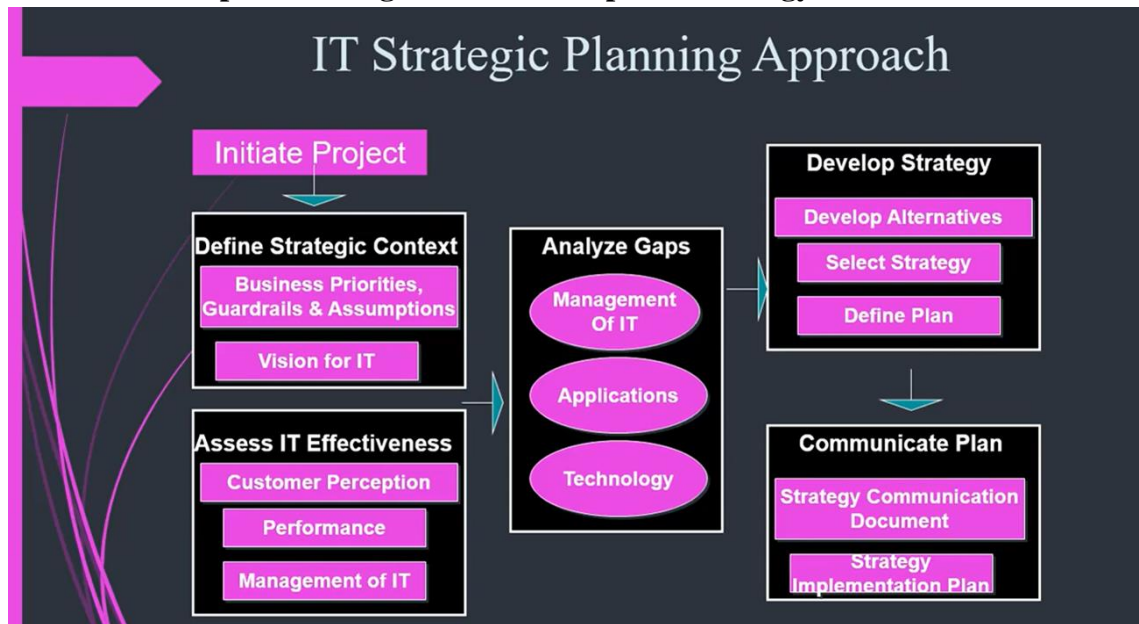 IT Strategic Planning Approach
Initiate Project
Define Strategic Context
Business Priorities,
Guardrails & Assumptions
Vision for IT
Assess IT Effectiveness
Customer Perception
Performance
Management of IT
Analyze Gaps
Management
Of IT
Applications
Technology
Develop Strategy
Develop Alternatives
Select Strategy
Define Plan
Communicate Plan
Strategy Communication
Document
Strategy
Implementation Plan